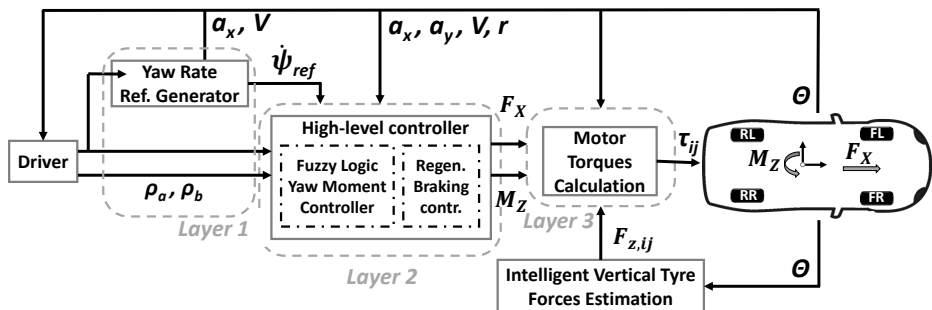 a_x, V
a_x, a_y, V, r
Θ
Yaw Rate
Ref. Generator
ψ̇_ref
Layer 1
Driver
ρ_a, ρ_b
High-level controller
Fuzzy Logic
Yaw Moment
Controller
Regen.
Braking
contr.
Layer 2
F_X
M_Z
Motor
Torques
Calculation
Layer 3
τ_ij
RL
FL
M_Z
F_X
RR
FR
F_z,ij
Intelligent Vertical Tyre
Forces Estimation
Θ